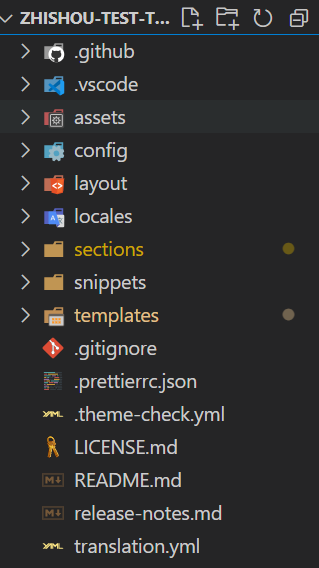 ZHISHOU-TEST-T...
.github
.vscode
assets
config
layout
locales
sections
snippets
templates
.gitignore
.prettierrc.json
.theme-check.yml
LICENSE.md
README.md
release-notes.md
translation.yml